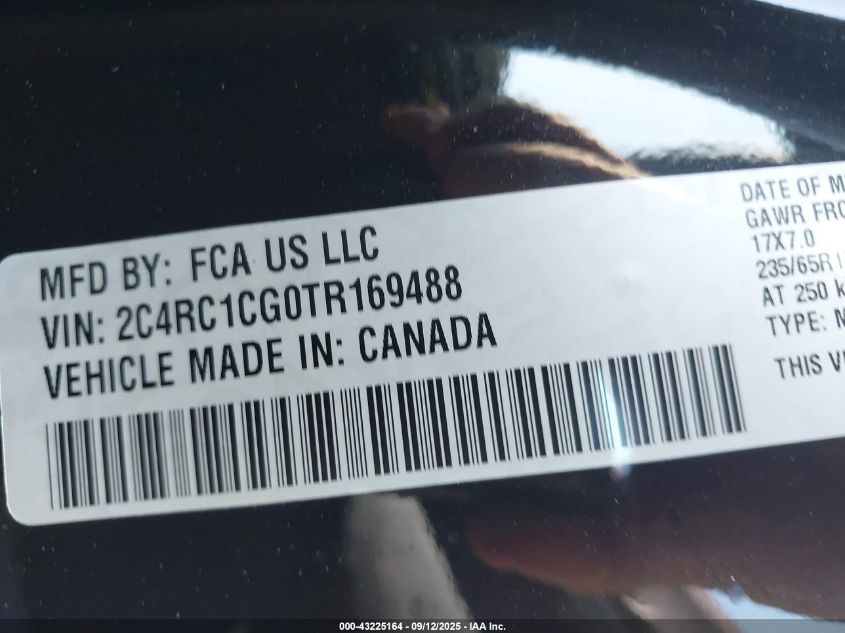 MFD BY: FCA US LLC
VIN: 2C4RC1CG0TR169488
VEHICLE MADE IN: CANADA
DATE OF M
GAWR FRO
17X7.0
235/65R1
AT 250 k
TYPE: M
THIS V
000-43225164 - 09/12/2025 - IAA Inc.